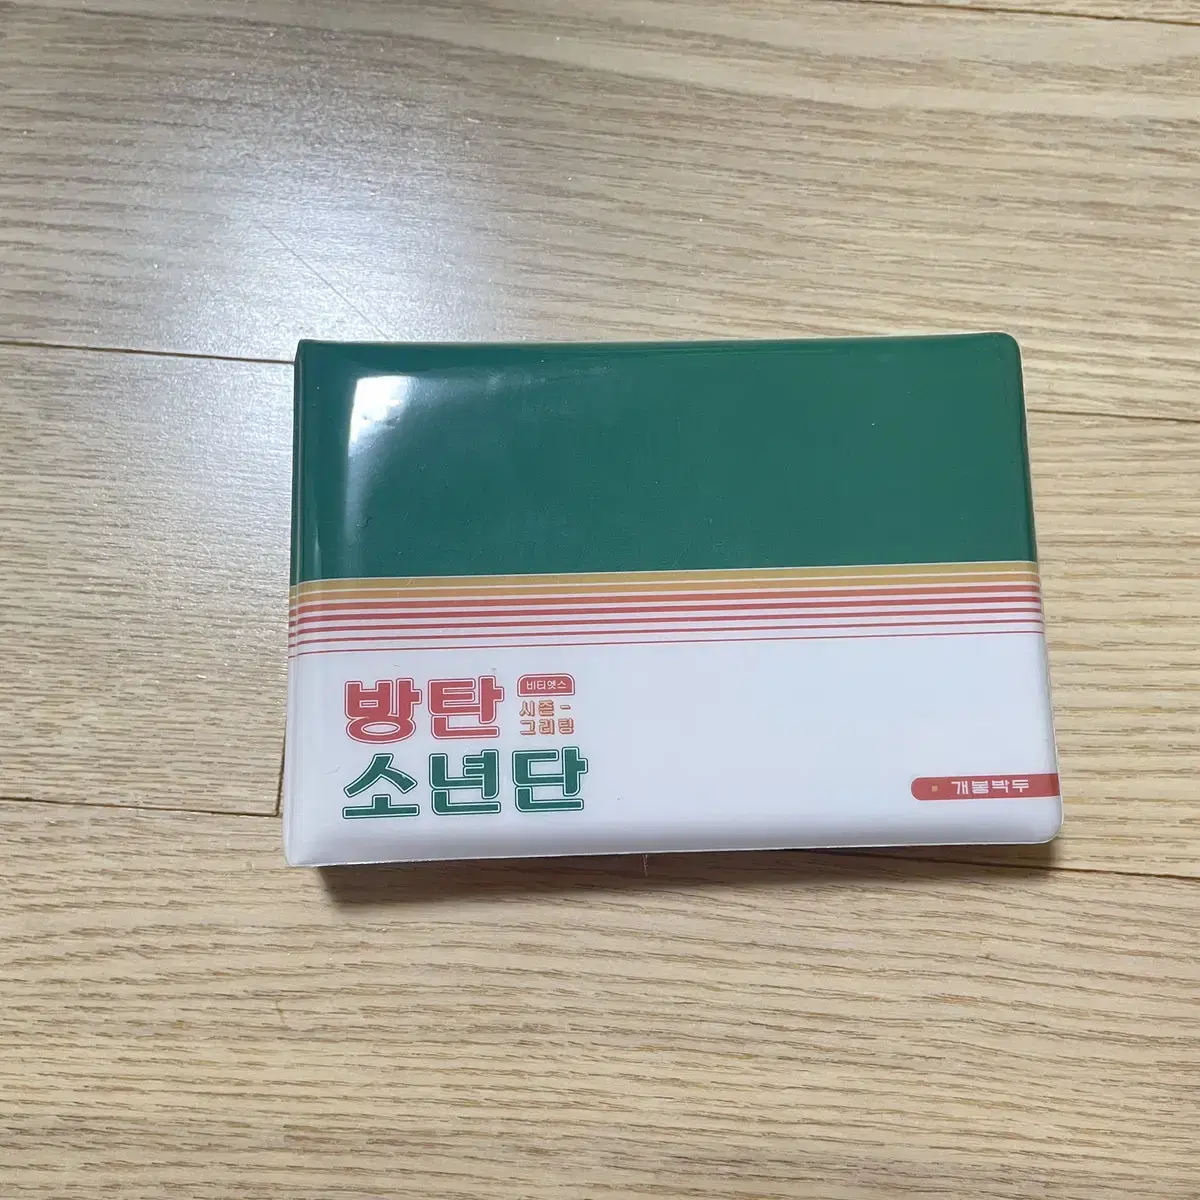 방탄
비티엣스
시즌-
그리팅
소년단
개봉박두